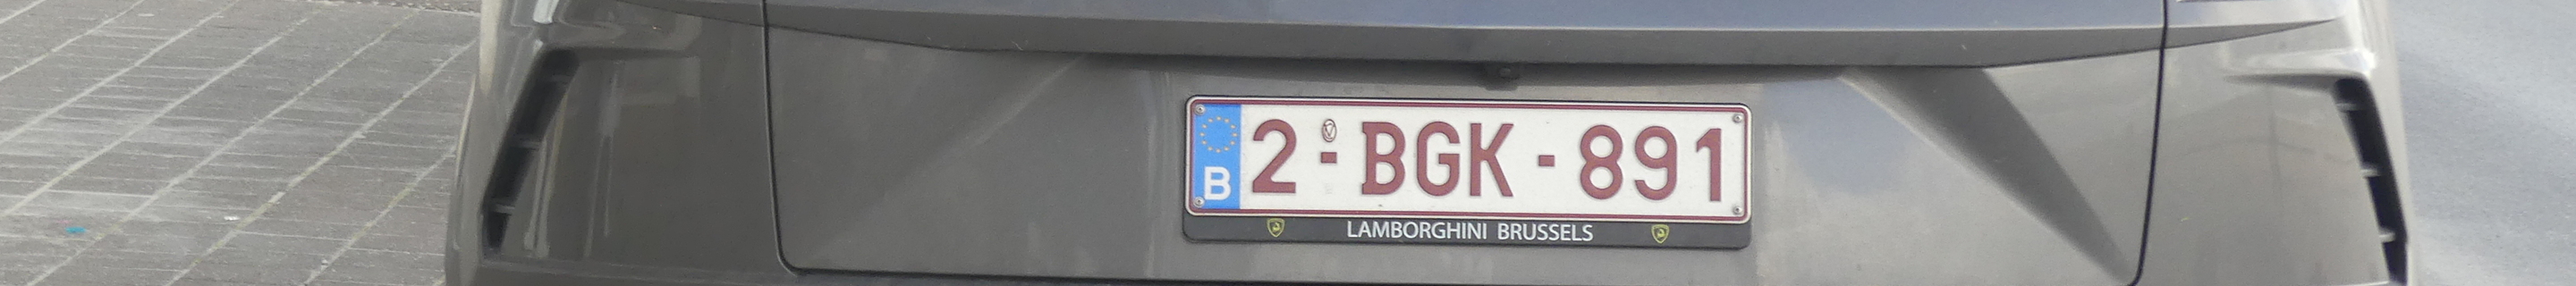 B 2-BGK-891
LAMBORGHINI BRUSSELS